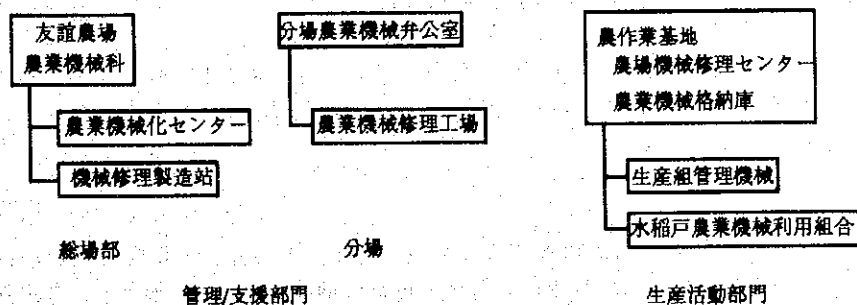 友誼農場
農業機械科
農業機械化センター
機械修理製造站
総場部
分場農業機械弁公室
農業機械修理工場
分場
管理/支援部門
農作業基地
農場機械修理センター
農業機械格納庫
生産組管理機械
水稲戸農業機械利用組合
生産活動部門